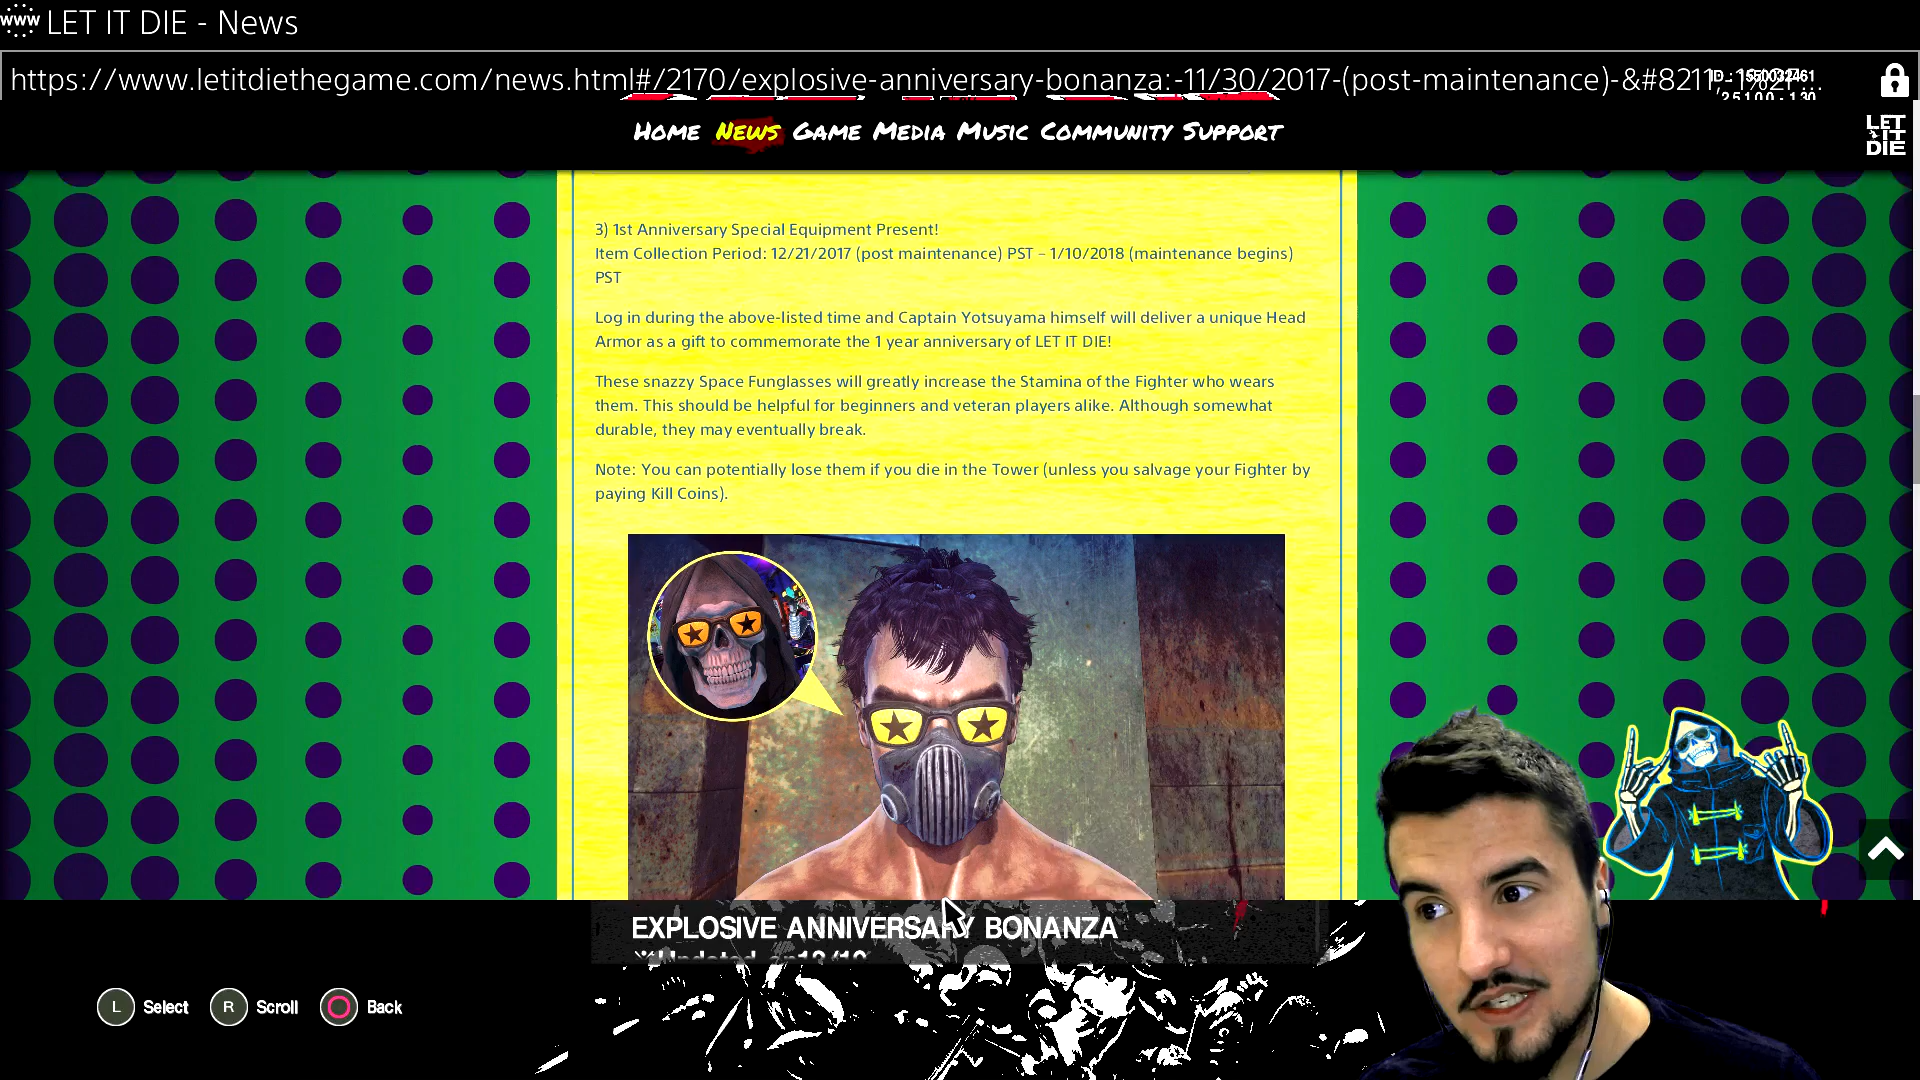 www LET IT DIE - News
https://www.letitdiethegame.com/news.html#/2170/explosive-anniversary-bonanza:-11/30/2017-(post-maintenance)-&#8211;
Home News Game Media Music Community Support
LET IT DIE
3) 1st Anniversary Special Equipment Present!
Item Collection Period: 12/21/2017 (post maintenance) PST – 1/10/2018 (maintenance begins)
PST
Log in during the above-listed time and Captain Yotsuyama himself will deliver a unique Head
Armor as a gift to commemorate the 1 year anniversary of LET IT DIE!
These snazzy Space Funglasses will greatly increase the Stamina of the Fighter who wears
them. This should be helpful for beginners and veteran players alike. Although somewhat
durable, they may eventually break.
Note: You can potentially lose them if you die in the Tower (unless you salvage your Fighter by
paying Kill Coins).
EXPLOSIVE ANNIVERSARY BONANZA
L Select R Scroll Back